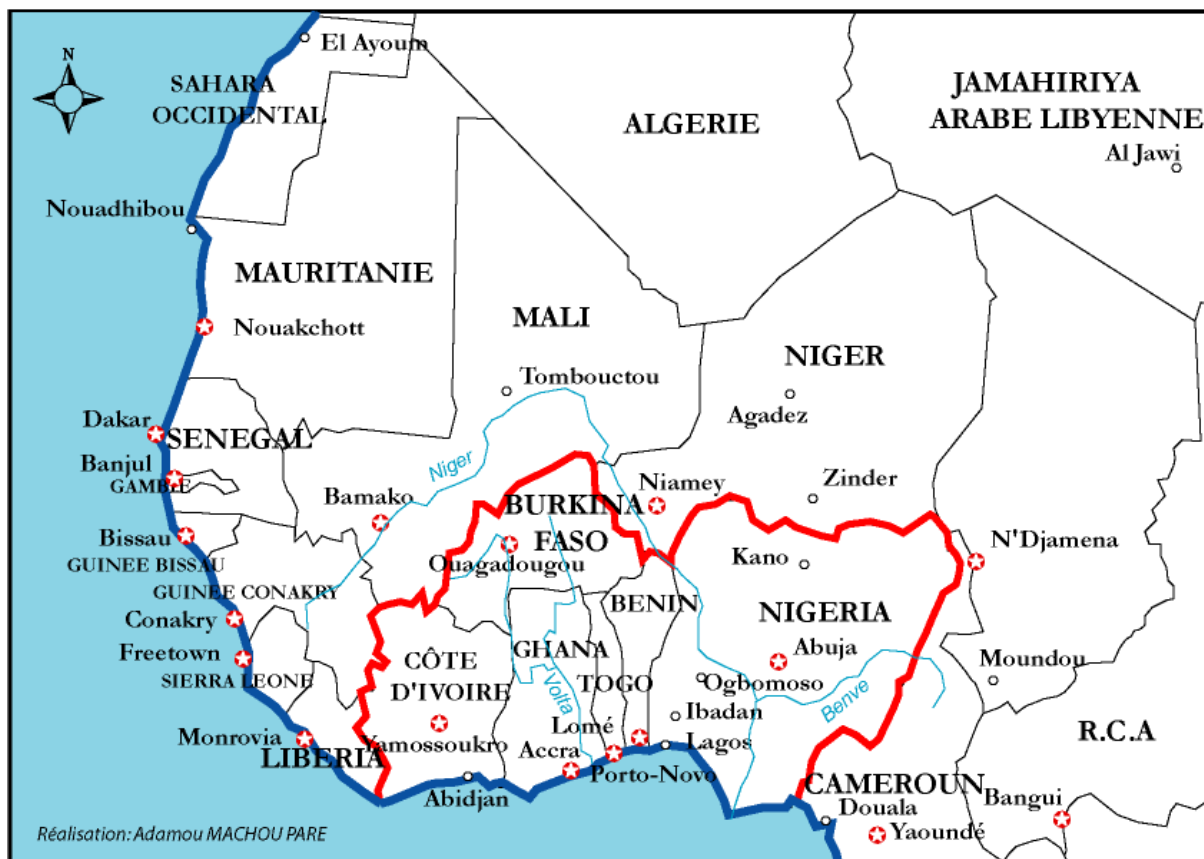 N
El Ayoum
SAHARA
OCCIDENTAL
ALGERIE
JAMAHIRIYA
ARABE LIBYENNE
Al Jawi
Nouadhibou
MAURITANIE
Nouakchott
MALI
NIGER
Tombouctou
Agadez
Dakar
SENEGAL
Banjul
GAMBIE
Niger
Bamako
BURKINA
FASO
Niamey
Zinder
Bissau
GUINEE BISSAU
Ouagadougou
Kano
N'Djamena
GUINEE CONAKRY
Conakry
BENIN
NIGERIA
Freetown
SIERRA LEONE
CÔTE
D'IVOIRE
GHANA
TOGO
Abuja
Moundou
Ogbomoso
Volta
Benve
Ibadan
Monrovia
LIBERIA
Yamossoukro
Lomé
Lagos
R.C.A
Accra
Porto-Novo
Abidjan
CAMEROUN
Douala
Yaoundé
Bangui
Réalisation: Adamou MACHOU PARE